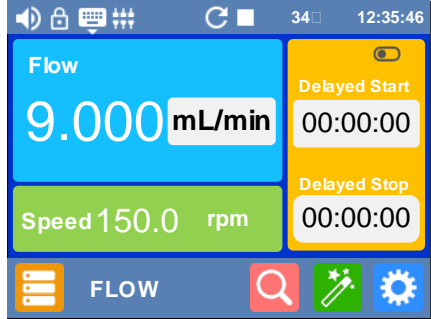 34□ 12:35:46
Flow
9.000 mL/min
Speed 150.0 rpm
Delayed Start
00:00:00
Delayed Stop
00:00:00
FLOW